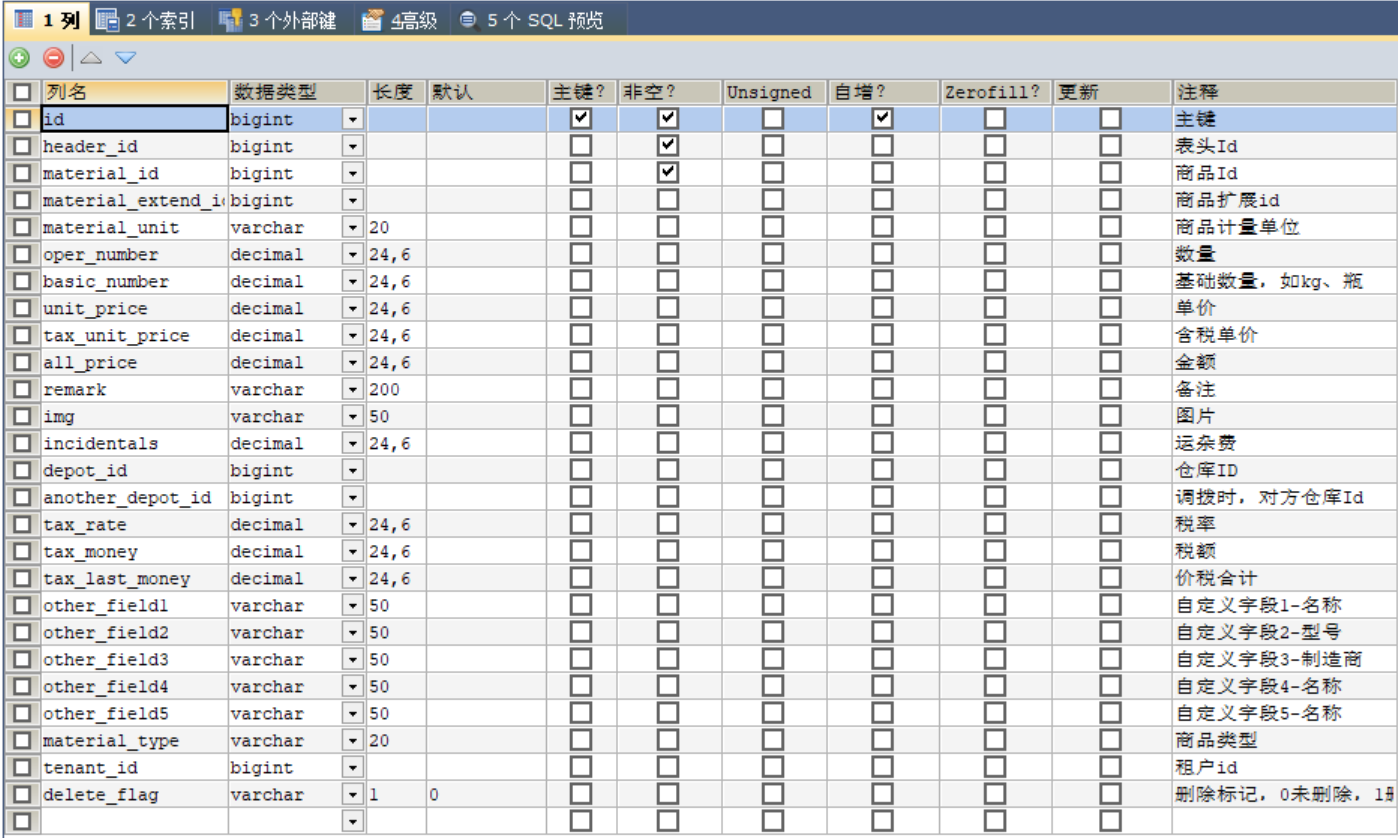 1 列 2 个索引 3 个外部键 4高级 5 个 SQL 预览
列名 数据类型 长度 默认 主键? 非空? Unsigned 自增? Zerofill? 更新 注释
id bigint 主键
header_id bigint 表头Id
material_id bigint 商品Id
material_extend_i bigint 商品扩展id
material_unit varchar 20 商品计量单位
oper_number decimal 24,6 数量
basic_number decimal 24,6 基础数量，如kg、瓶
unit_price decimal 24,6 单价
tax_unit_price decimal 24,6 含税单价
all_price decimal 24,6 金额
remark varchar 200 备注
img varchar 50 图片
incidentals decimal 24,6 运杂费
depot_id bigint 仓库ID
another_depot_id bigint 调拨时，对方仓库Id
tax_rate decimal 24,6 税率
tax_money decimal 24,6 税额
tax_last_money decimal 24,6 价税合计
other_field1 varchar 50 自定义字段1-名称
other_field2 varchar 50 自定义字段2-型号
other_field3 varchar 50 自定义字段3-制造商
other_field4 varchar 50 自定义字段4-名称
other_field5 varchar 50 自定义字段5-名称
material_type varchar 20 商品类型
tenant_id bigint 租户id
delete_flag varchar 1 0 删除标记，0未删除，1删